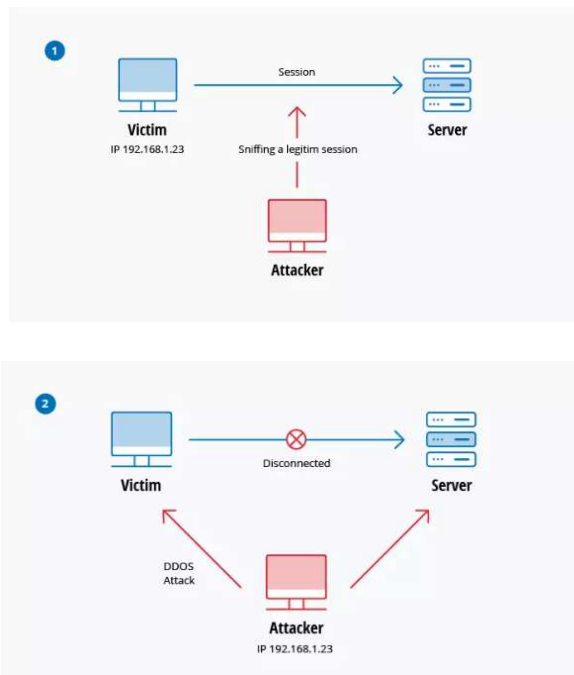 1
Session
Victim
IP 192.168.1.23
Sniffing a legitim session
Server
Attacker
2
Disconnected
Victim
Server
DDOS
Attack
Attacker
IP 192.168.1.23